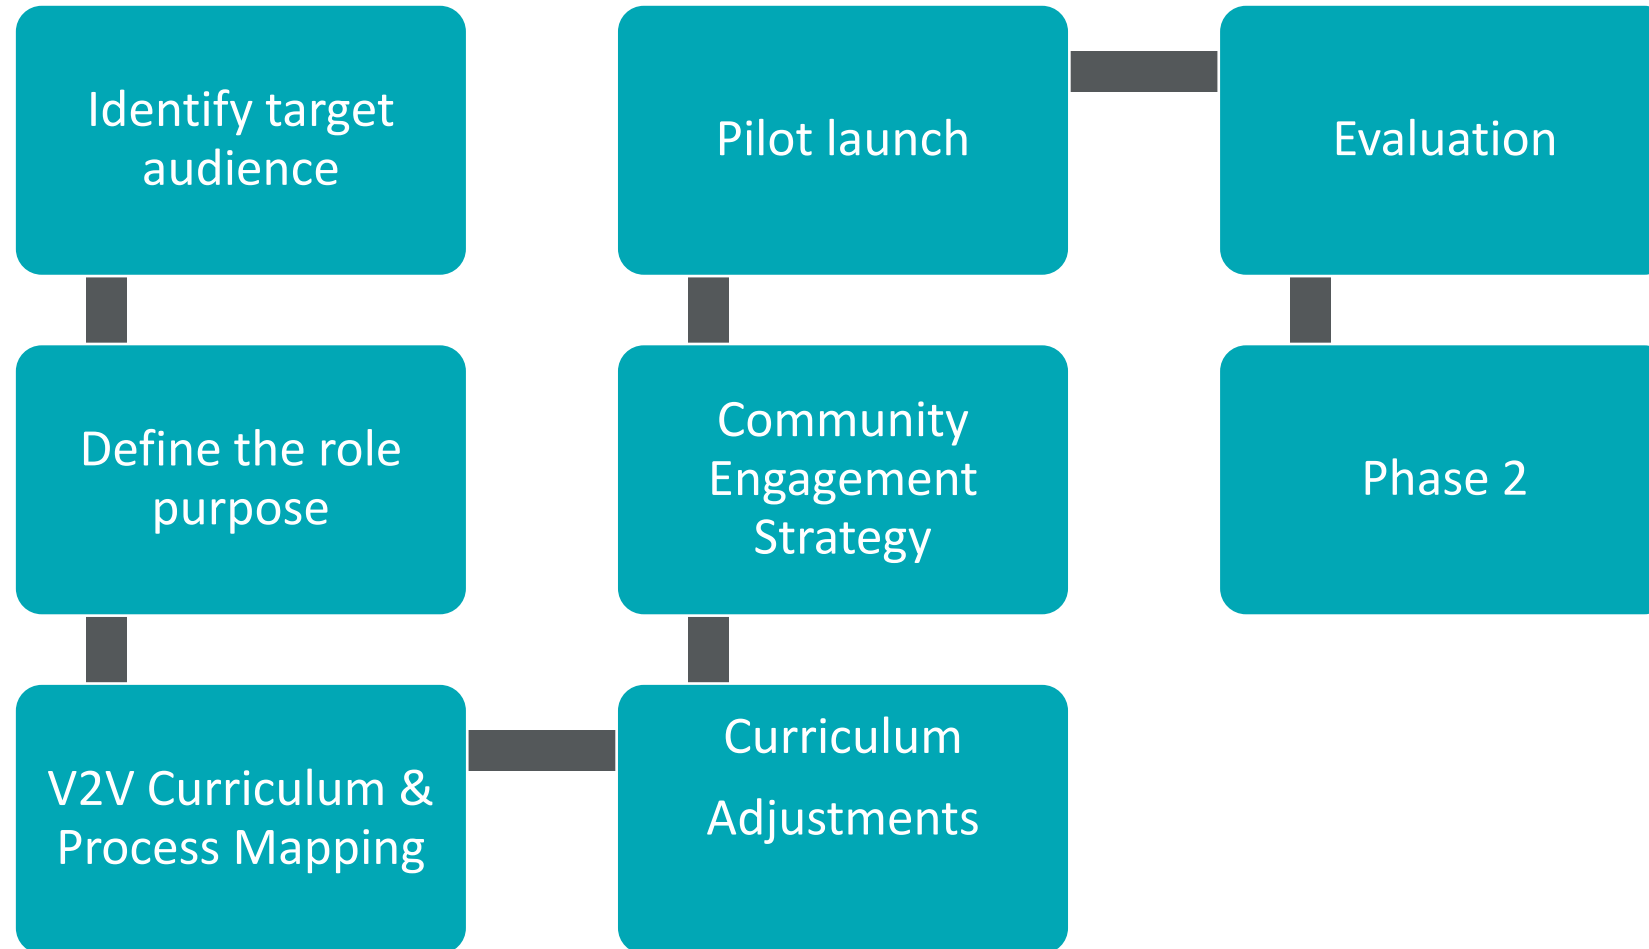 Identify target
audience
Define the role
purpose
V2V Curriculum &
Process Mapping
Curriculum
Adjustments
Community
Engagement
Strategy
Pilot launch
Evaluation
Phase 2